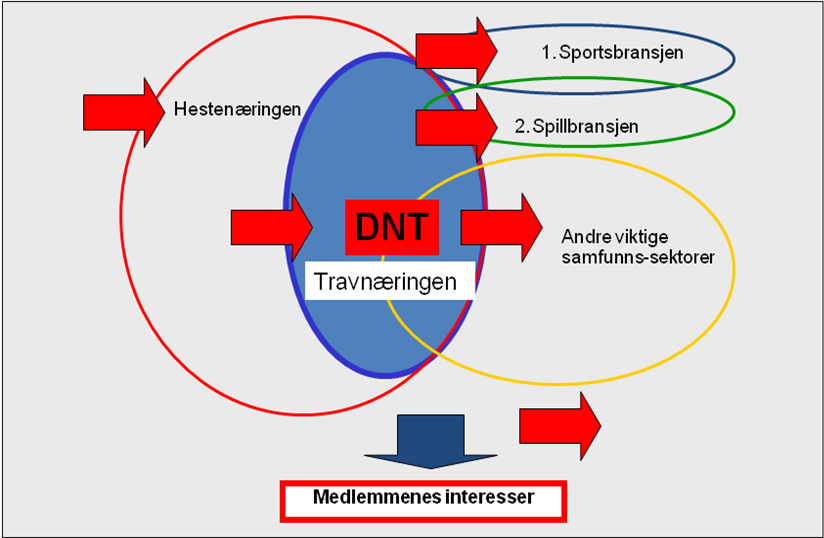 1. Sportsbransjen
Hestenæringen
2. Spillbransjen
DNT
Andre viktige
samfunns-sektorer
Travnæringen
Medlemmenes interesser